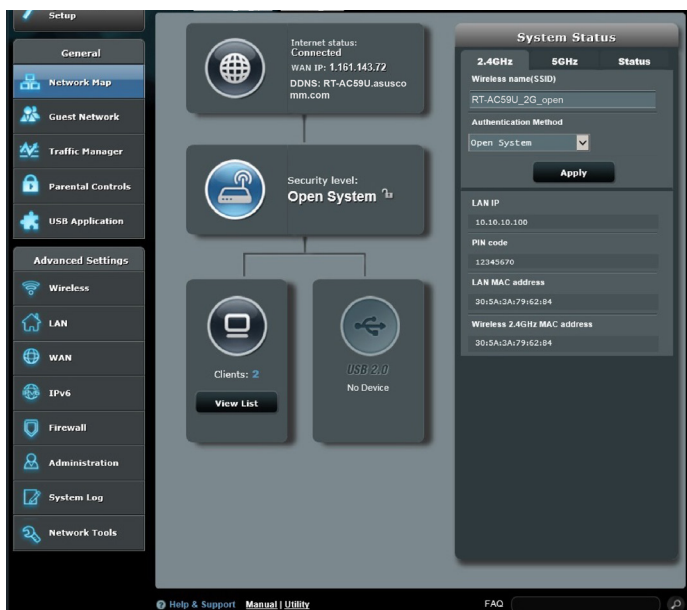 Setup
General
Network Map
Guest Network
Traffic Manager
Parental Controls
USB Application
Advanced Settings
Wireless
LAN
WAN
IPv6
Firewall
Administration
System Log
Network Tools
Internet status:
Connected
WAN IP: 1.161.143.72
DDNS: RT-AC59U.asusco
mm.com
Security level:
Open System
Clients: 2
View List
USB 2.0
No Device
System Status
2.4GHz 5GHz Status
Wireless name(SSID)
RT-AC59U_2G_open
Authentication
Method
Open System
Apply
LAN IP
10.10.10.100
PIN code
12345670
LAN MAC address
30:5A:3A:79:62:84
Wireless 2.4GHz MAC address
30:5A:3A:79:62:84
Help & Support Manual | Utility FAQ